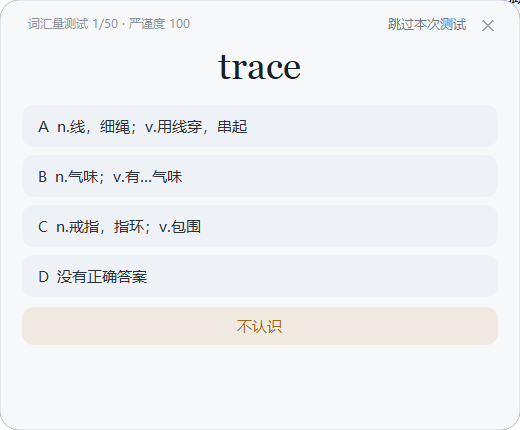 词汇量测试 1/50 · 严谨度 100
跳过本次测试
trace
A n.线，细绳；v.用线穿，串起
B n.气味；v.有...气味
C n.戒指，指环；v.包围
D 没有正确答案
不认识